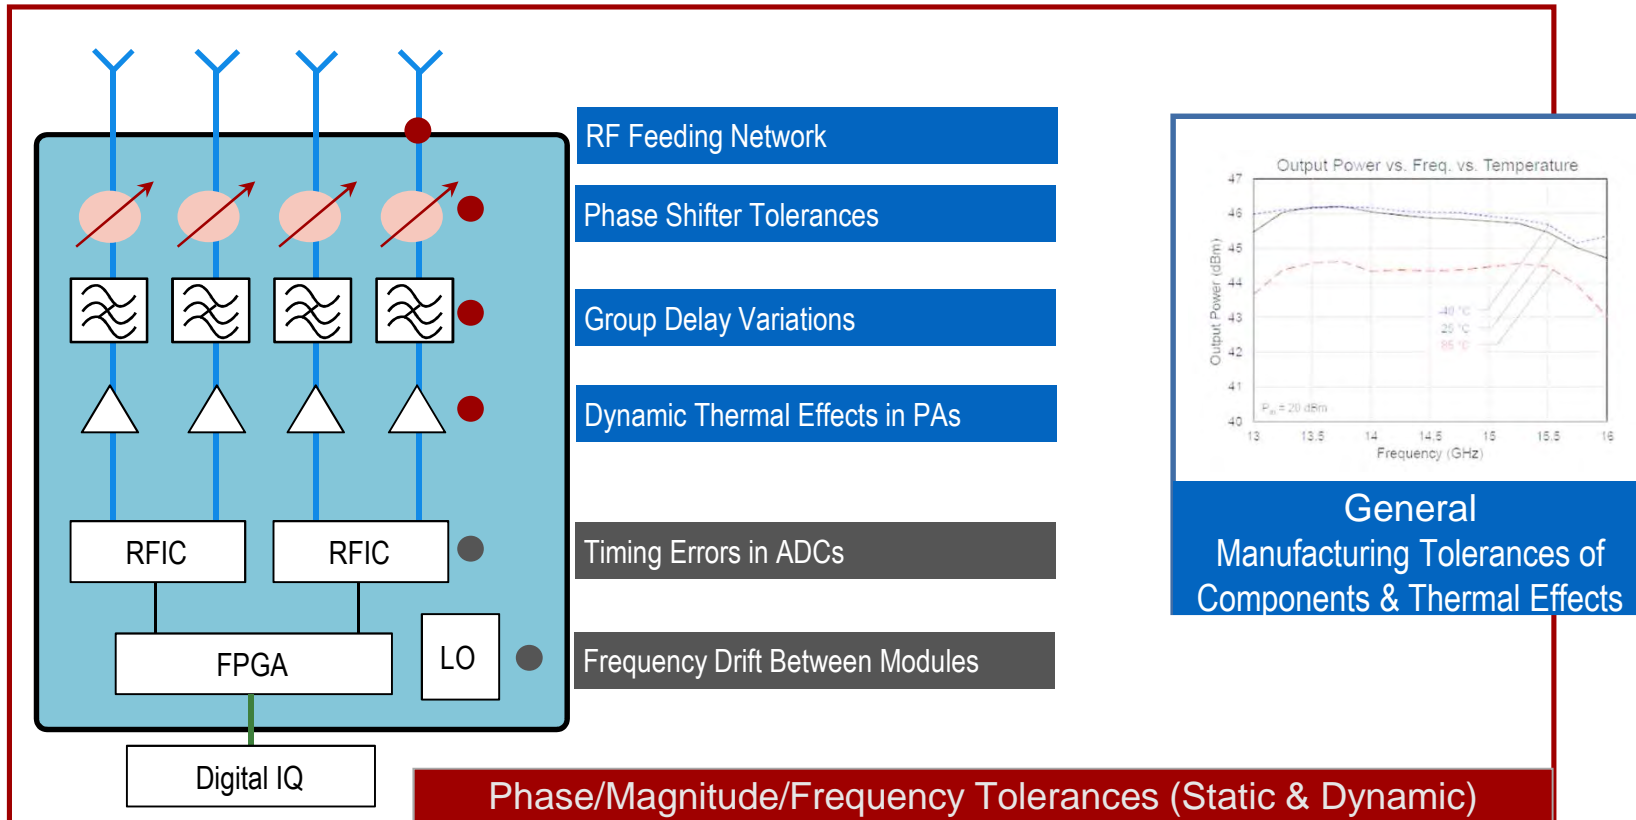 RF Feeding Network
Phase Shifter Tolerances
Group Delay Variations
Dynamic Thermal Effects in PAs
RFIC
RFIC
Timing Errors in ADCs
FPGA
LO
Frequency Drift Between Modules
Digital IQ
Output Power vs. Freq. vs. Temperature
Output Power (dBm)
47
46
45
44
43
42
41
40
-40 °C
25 °C
85 °C
Pin = 20 dBm
13 13.5 14 14.5 15 15.5 16
Frequency (GHz)
General
Manufacturing Tolerances of
Components & Thermal Effects
Phase/Magnitude/Frequency Tolerances (Static & Dynamic)